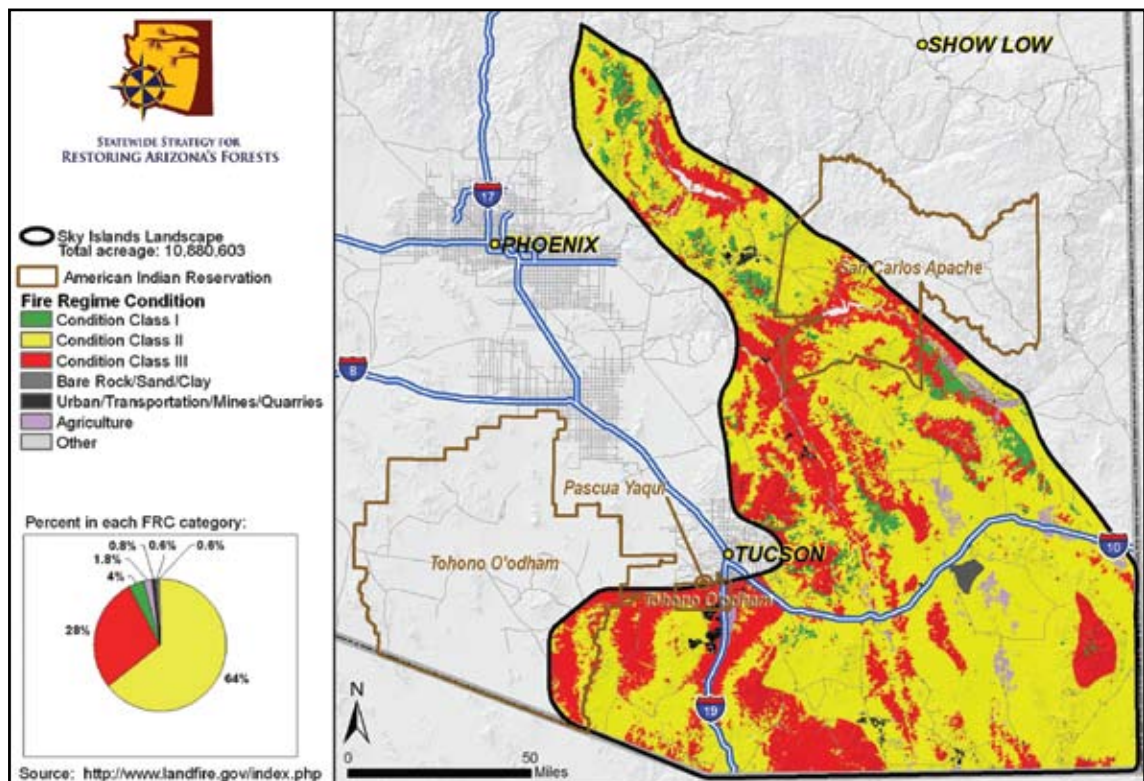 STATEWIDE STRATEGY FOR
RESTORING ARIZONA'S FORESTS
Sky Islands Landscape
Total acreage: 10,880,603
American Indian Reservation
Fire Regime Condition
Condition Class I
Condition Class II
Condition Class III
Bare Rock/Sand/Clay
Urban/Transportation/Mines/Quarries
Agriculture
Other
Percent in each FRC category:
0.8%
0.6%
0.6%
1.8%
4%
28%
64%
Source: http://www.landfire.gov/index.php
SHOW LOW
17
PHOENIX
San Carlos Apache
8
Pascua Yaqui
TUCSON
10
Tohono O'odham
Tohono O'odham
19
N
0
50
Miles